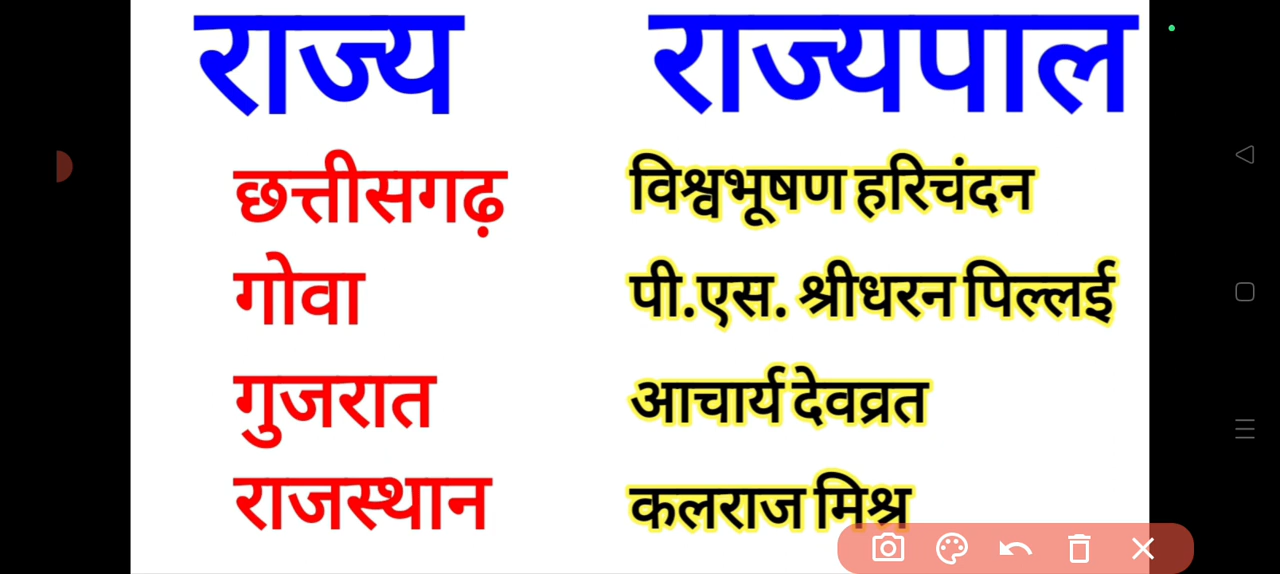 राज्य राज्यपाल
छत्तीसगढ़ विश्वभूषण हरिचंदन
गोवा पी.एस. श्रीधरन पिल्लई
गुजरात आचार्य देवव्रत
राजस्थान कलराज मिश्र